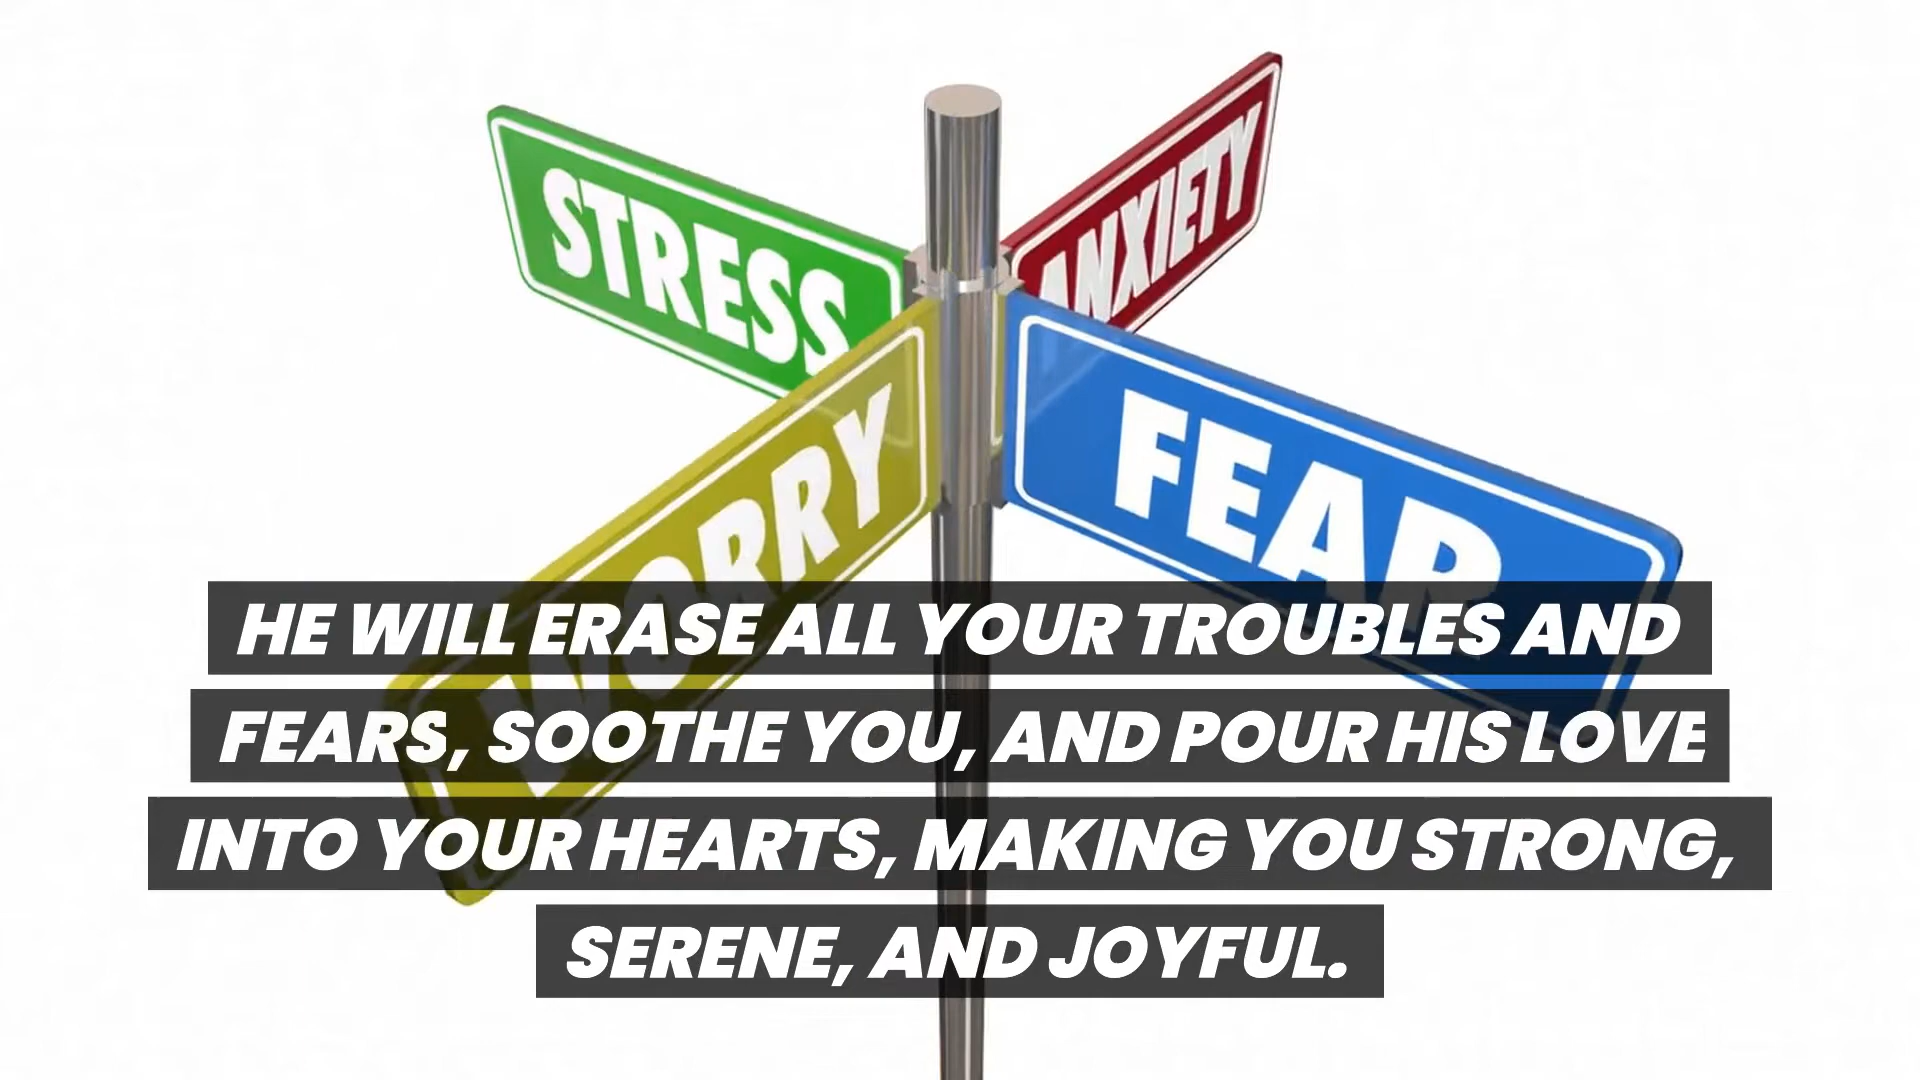 STRESS
ANXIETY
WORRY
FEAR
HE WILL ERASE ALL YOUR TROUBLES AND
FEARS, SOOTHE YOU, AND POUR HIS LOVE
INTO YOUR HEARTS, MAKING YOU STRONG,
SERENE, AND JOYFUL.